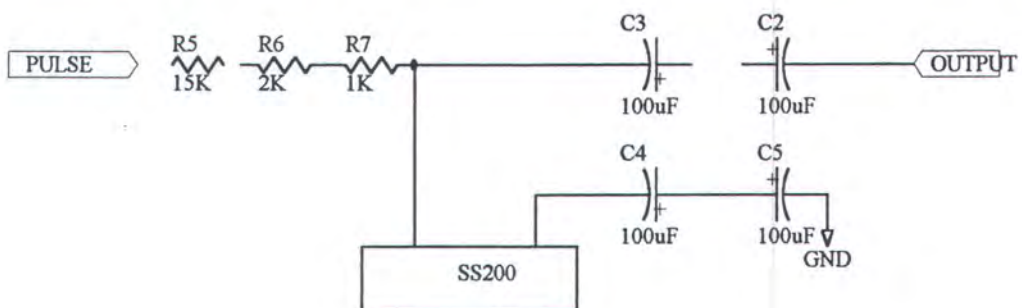 C3
C2
R5
R6
R7
PULSE
OUTPUT
15K
2K
1K
+
+
100uF
100uF
C4
C5
+
+
100uF
100uF
GND
SS200